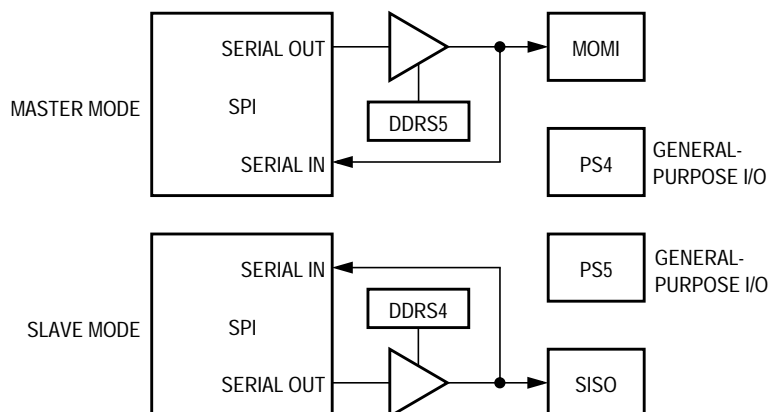 SERIAL OUT
MOMI
MASTER MODE
SPI
DDRS5
SERIAL IN
PS4
GENERAL-
PURPOSE I/O
SERIAL IN
PS5
GENERAL-
PURPOSE I/O
DDRS4
SLAVE MODE
SPI
SERIAL OUT
SISO